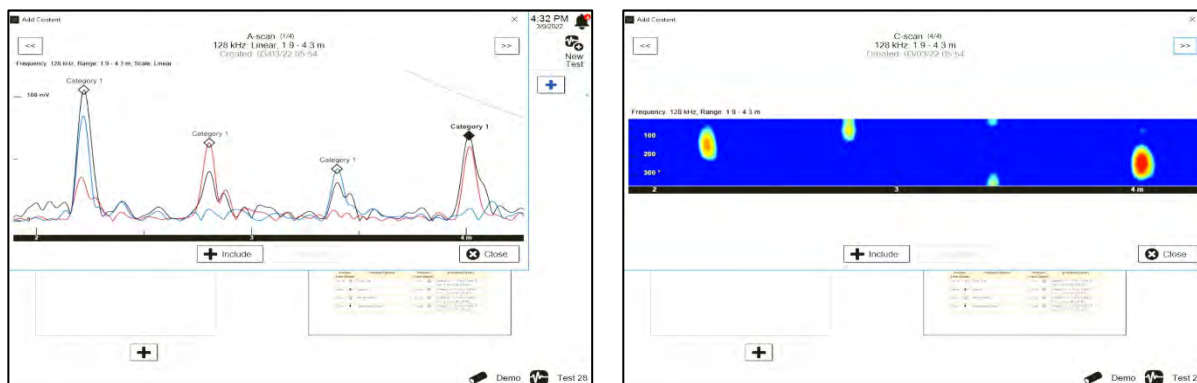 Add Content
×
4:32 PM
3/9/2022
A-scan (1/4)
128 kHz: Linear, 1.9 - 4.3 m
Created: 03/03/22 05:54
<<
>>
New
Test
Frequency: 128 kHz, Range: 1.9 - 4.3 m, Scale: Linear
Category 1
100 mV
Category 1
Category 1
Category 1
2
3
4 m
Include
Close
Demo
Test 28
Add Content
×
C-scan (4/4)
128 kHz: 1.9 - 4.3 m
Created: 03/03/22 05:54
<<
>>
Frequency: 128 kHz, Range: 1.9 - 4.3 m
100
200
300 °
2
3
4 m
Include
Close
Demo
Test 2